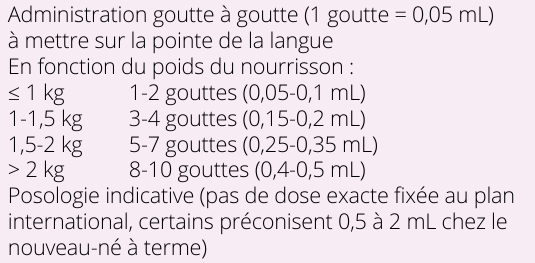 Administration goutte à goutte (1 goutte = 0,05 mL)
à mettre sur la pointe de la langue
En fonction du poids du nourrisson :
≤ 1 kg 1-2 gouttes (0,05-0,1 mL)
1-1,5 kg 3-4 gouttes (0,15-0,2 mL)
1,5-2 kg 5-7 gouttes (0,25-0,35 mL)
> 2 kg 8-10 gouttes (0,4-0,5 mL)
Posologie indicative (pas de dose exacte fixée au plan
international, certains préconisent 0,5 à 2 mL chez le
nouveau-né à terme)